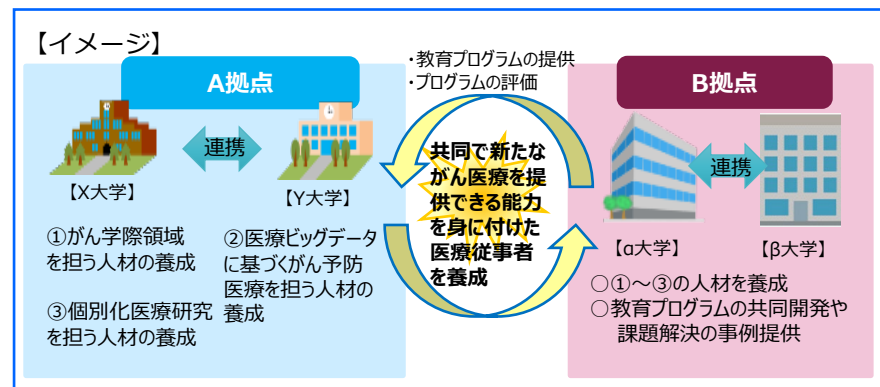 【イメージ】
A拠点
連携
【X大学】
【Y大学】
①がん学際領域
を担う人材の養成
③個別化医療研究
を担う人材の養成
②医療ビッグデータ
に基づくがん予防
医療を担う人材の
養成
・教育プログラムの提供
・プログラムの評価
共同で新たな
がん医療を提
供できる能力
を身に付けた
医療従事者
を養成
B拠点
連携
【α大学】
【β大学】
○①~③の人材を養成
○教育プログラムの共同開発や
課題解決の事例提供